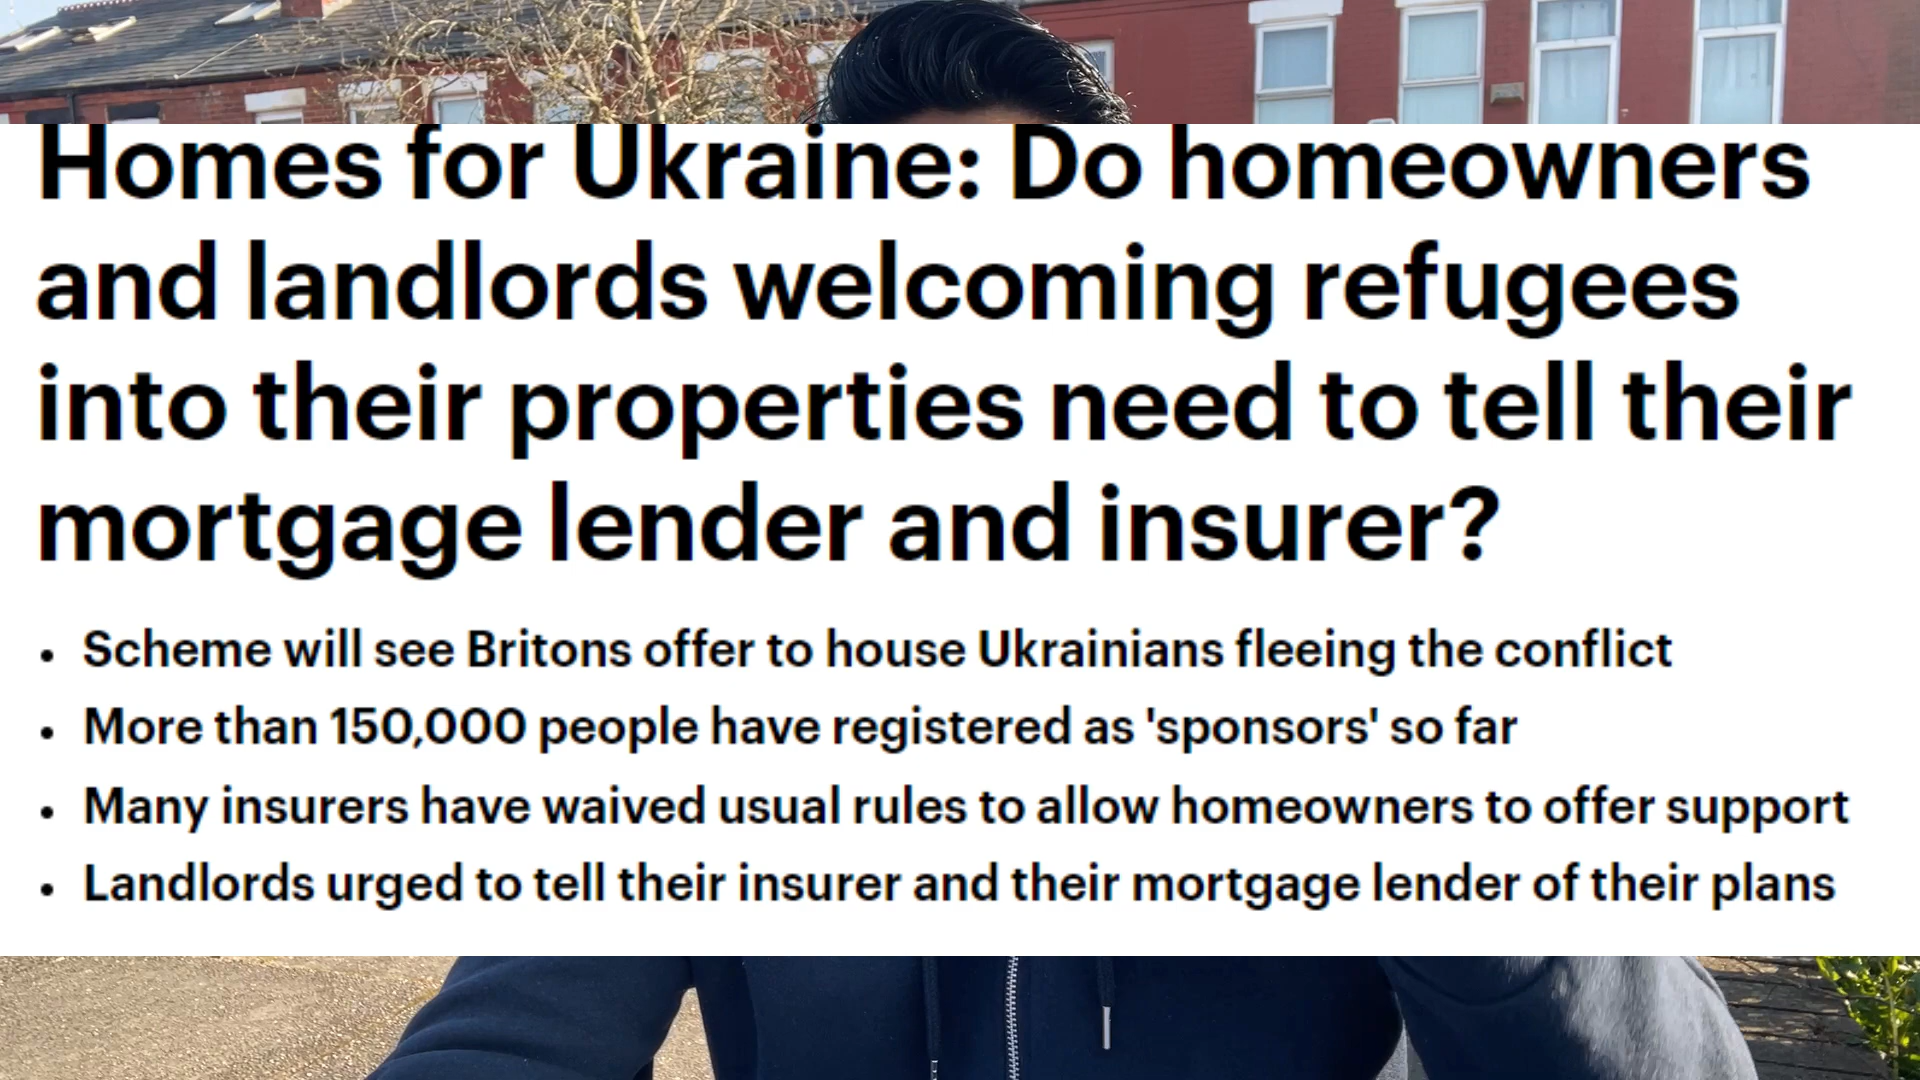 Homes for Ukraine: Do homeowners
and landlords welcoming refugees
into their properties need to tell their
mortgage lender and insurer?
• Scheme will see Britons offer to house Ukrainians fleeing the conflict
• More than 150,000 people have registered as 'sponsors' so far
• Many insurers have waived usual rules to allow homeowners to offer support
• Landlords urged to tell their insurer and their mortgage lender of their plans